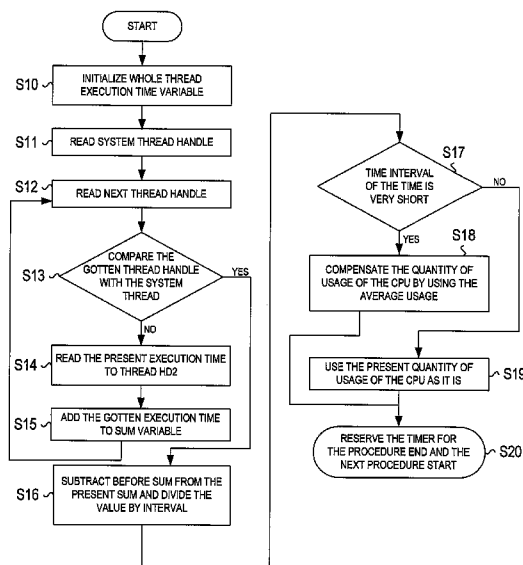 START
S10
INITIALIZE WHOLE THREAD
EXECUTION TIME VARIABLE
S11
READ SYSTEM THREAD HANDLE
S12
READ NEXT THREAD HANDLE
S13
COMPARE THE
GOTTEN THREAD HANDLE
WITH THE SYSTEM
THREAD
YES
NO
S14
READ THE PRESENT EXECUTION TIME
TO THREAD HD2
S15
ADD THE GOTTEN EXECUTION TIME
TO SUM VARIABLE
S16
SUBTRACT BEFORE SUM FROM THE
PRESENT SUM AND DIVIDE THE
VALUE BY INTERVAL
S17
TIME INTERVAL
OF THE TIME IS
VERY SHORT
NO
YES
S18
COMPENSATE THE QUANTITY OF
USAGE OF THE CPU BY USING THE
AVERAGE USAGE
USE THE PRESENT QUANTITY OF
USAGE OF THE CPU AS IT IS
S19
RESERVE THE TIMER FOR
THE PROCEDURE END AND THE
NEXT PROCEDURE START
S20